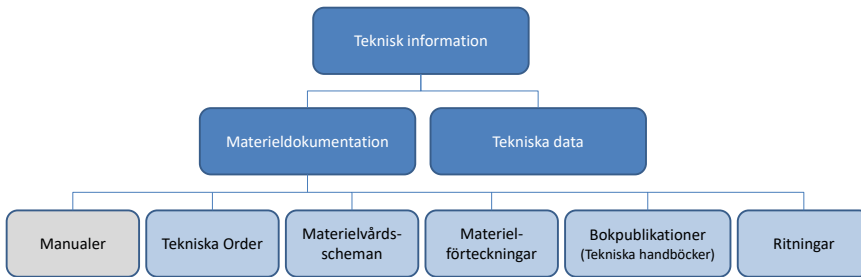 Teknisk information
Materieldokumentation
Tekniska data
Manualer
Tekniska Order
Materielvårds-
scheman
Materiel-
förteckningar
Bokpublikationer
(Tekniska handböcker)
Ritningar